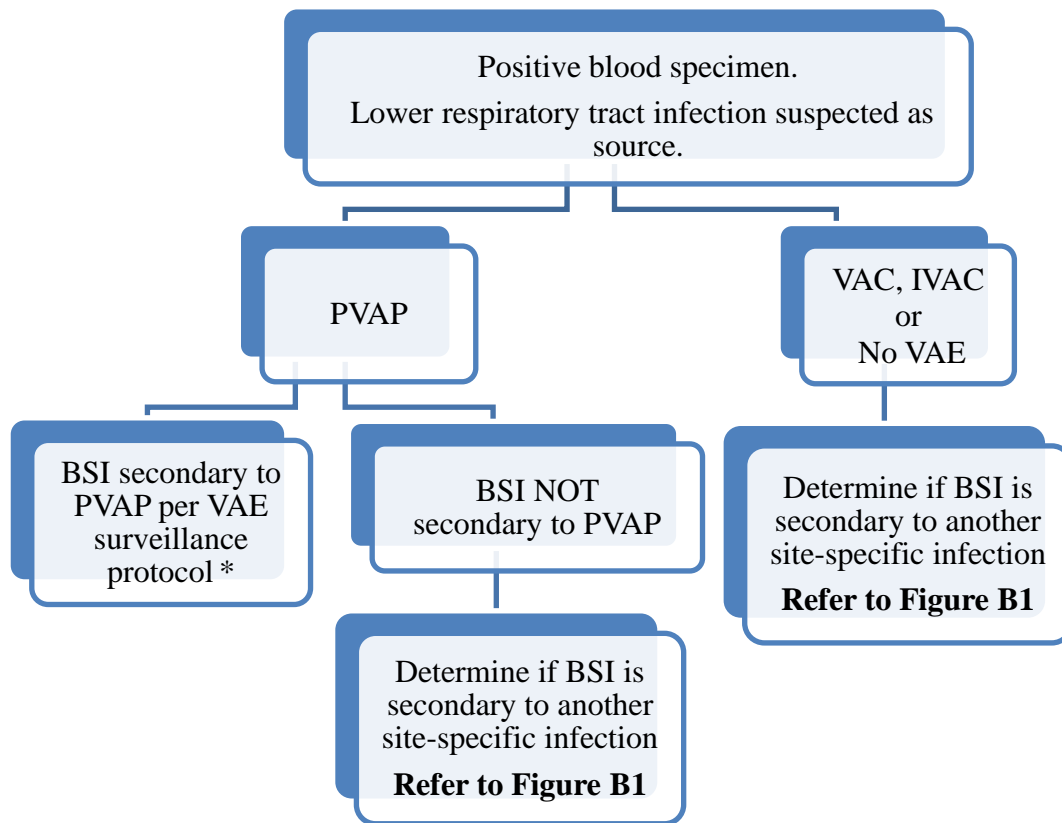 Positive blood specimen.
Lower respiratory tract infection suspected as
source.
PVAP
VAC, IVAC
or
No VAE
BSI secondary to
PVAP per VAE
surveillance
protocol *
BSI NOT
secondary to PVAP
Determine if BSI is
secondary to another
site-specific infection
Refer to Figure B1
Determine if BSI is
secondary to another
site-specific infection
Refer to Figure B1